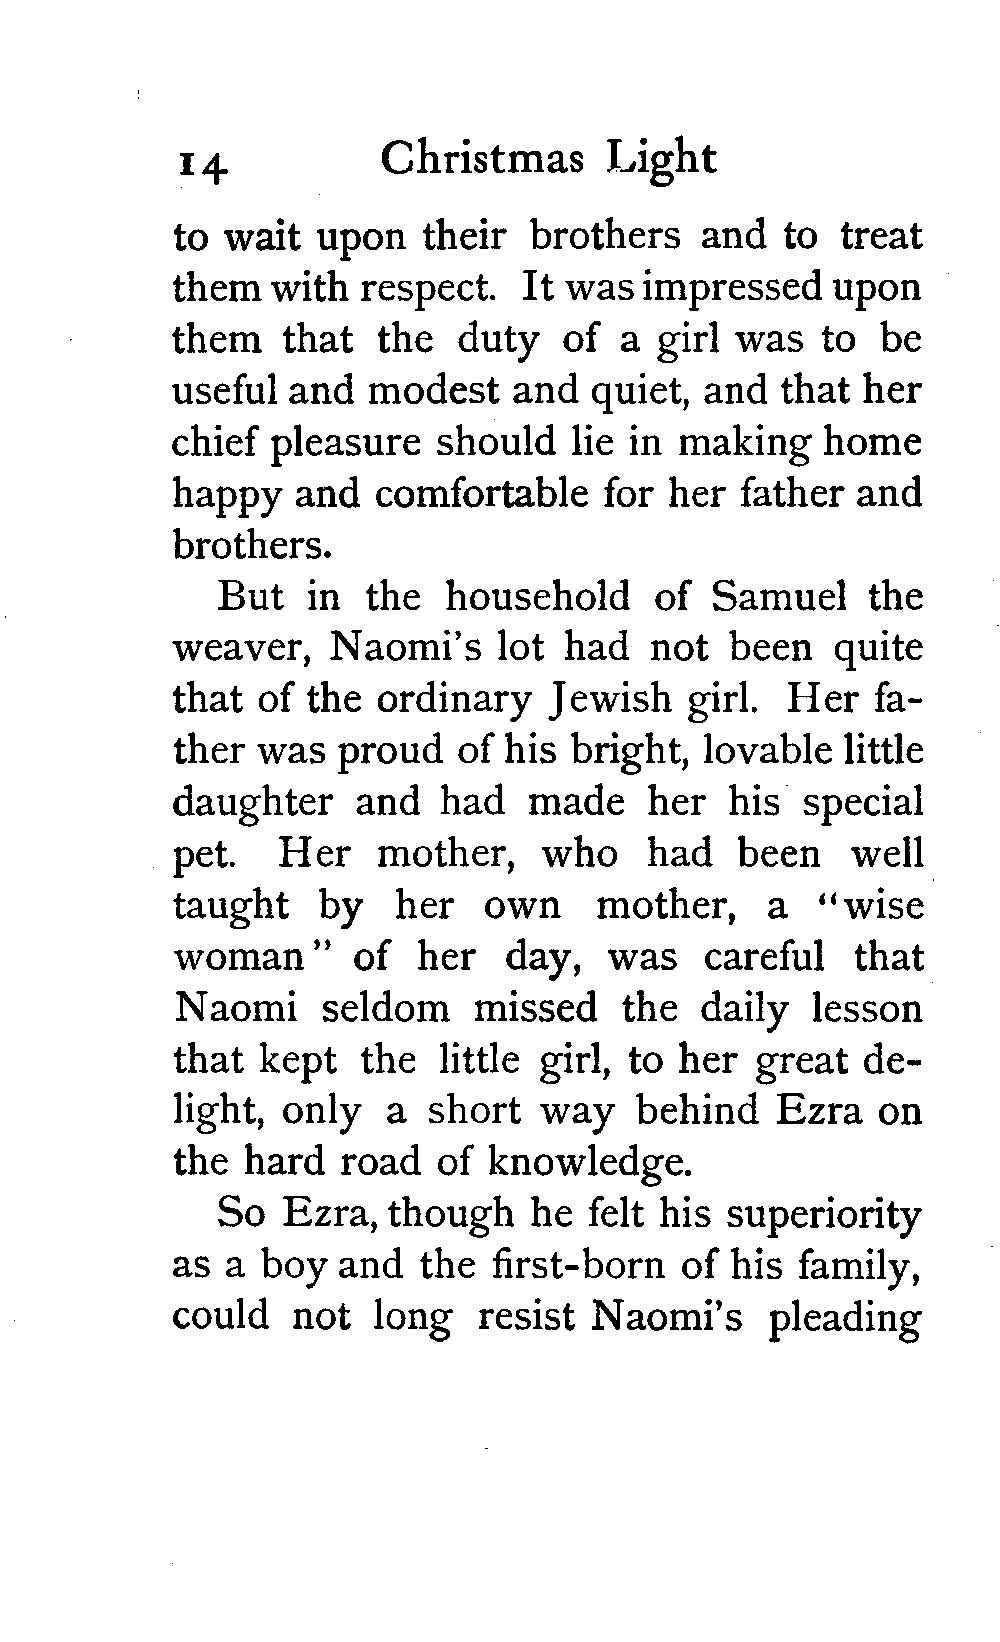 14 Christmas Light
to wait upon their brothers and to treat
them with respect. It was impressed upon
them that the duty of a girl was to be
useful and modest and quiet, and that her
chief pleasure should lie in making home
happy and comfortable for her father and
brothers.
But in the household of Samuel the
weaver, Naomi's lot had not been quite
that of the ordinary Jewish girl. Her fa-
ther was proud of his bright, lovable little
daughter and had made her his special
pet. Her mother, who had been well
taught by her own mother, a "wise
woman" of her day, was careful that
Naomi seldom missed the daily lesson
that kept the little girl, to her great de-
light, only a short way behind Ezra on
the hard road of knowledge.
So Ezra, though he felt his superiority
as a boy and the first-born of his family,
could not long resist Naomi's pleading